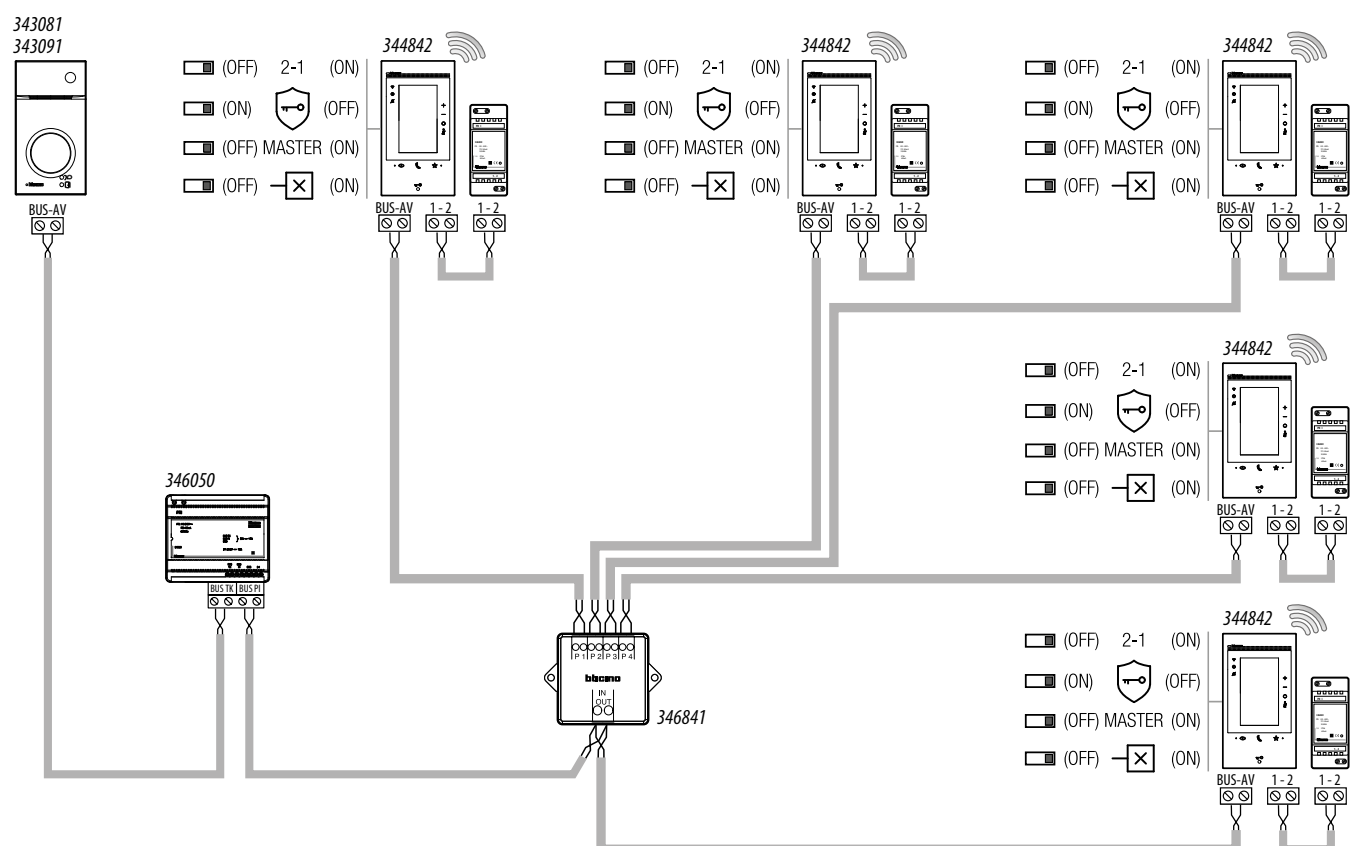 343081
343091
344842
(OFF) 2-1 (ON)
(ON) (OFF)
(OFF) MASTER (ON)
(OFF) (ON)
BUS-AV 1 - 2 1 - 2
344842
(OFF) 2-1 (ON)
(ON) (OFF)
(OFF) MASTER (ON)
(OFF) (ON)
BUS-AV 1 - 2 1 - 2
344842
(OFF) 2-1 (ON)
(ON) (OFF)
(OFF) MASTER (ON)
(OFF) (ON)
BUS-AV 1 - 2 1 - 2
BUS-AV
344842
(OFF) 2-1 (ON)
(ON) (OFF)
(OFF) MASTER (ON)
(OFF) (ON)
BUS-AV 1 - 2 1 - 2
346050
BUS TK BUS PI
P 1 P 2 P 3 P 4
bticino
IN
OUT
346841
344842
(OFF) 2-1 (ON)
(ON) (OFF)
(OFF) MASTER (ON)
(OFF) (ON)
BUS-AV 1 - 2 1 - 2